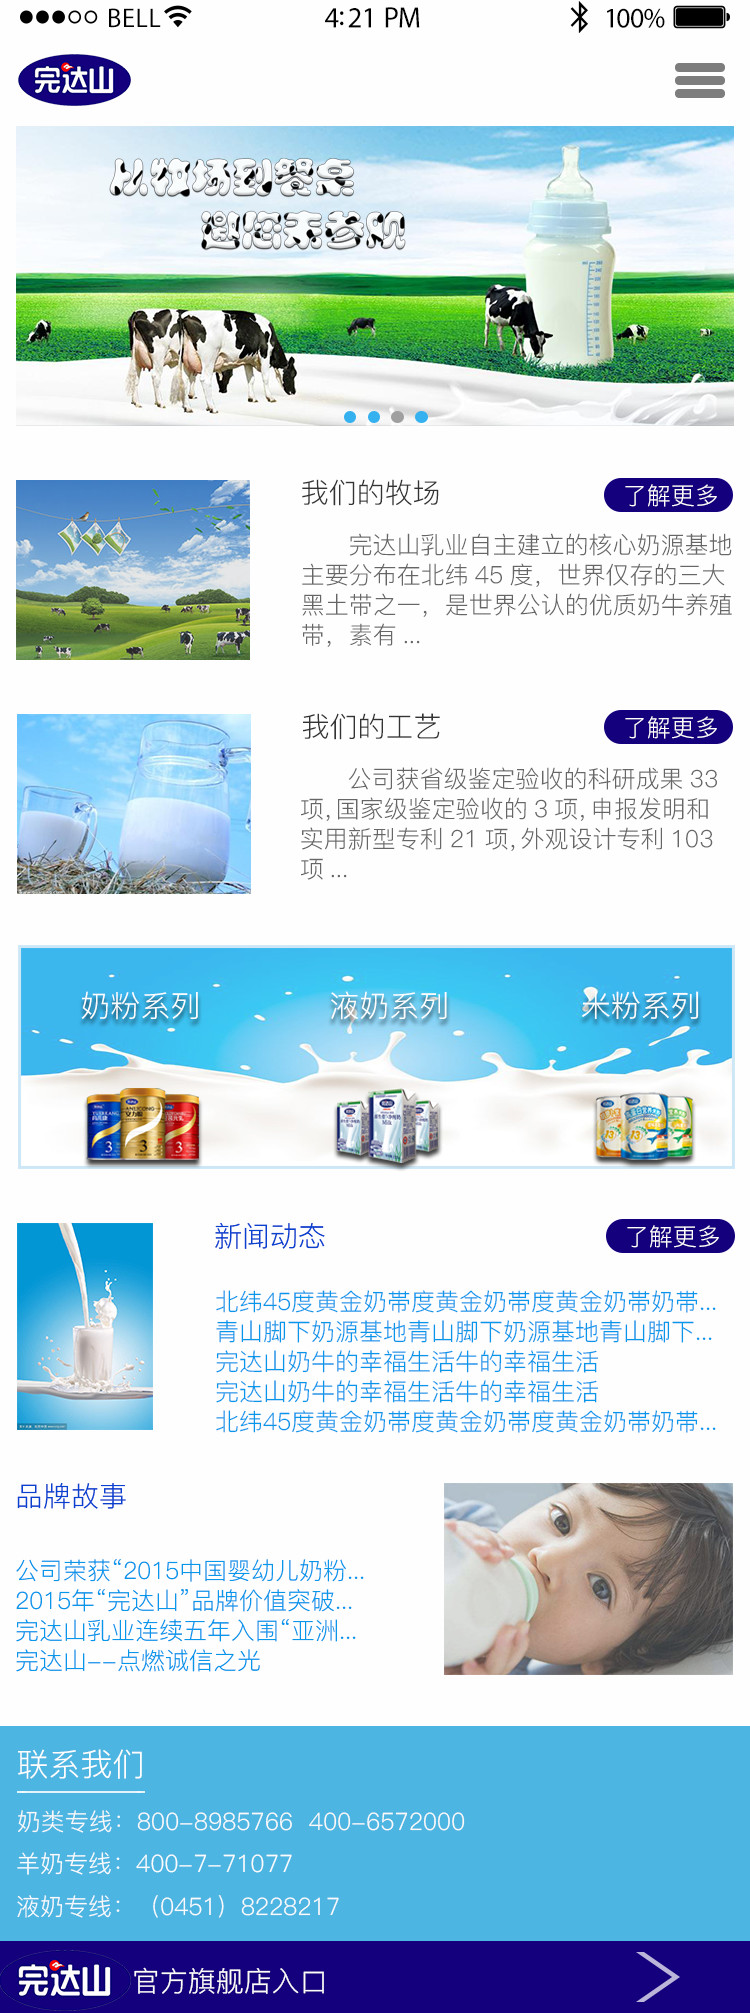 BELL 4:21 PM 100%
完达山
从牧场到餐桌
邀您来参观
我们的牧场 了解更多
完达山乳业自主建立的核心奶源基地
主要分布在北纬 45 度，世界仅存的三大
黑土带之一，是世界公认的优质奶牛养殖
带，素有 ...
我们的工艺 了解更多
公司获省级鉴定验收的科研成果 33
项, 国家级鉴定验收的 3 项, 申报发明和
实用新型专利 21 项, 外观设计专利 103
项 ...
奶粉系列 液奶系列 米粉系列
新闻动态 了解更多
北纬45度黄金奶带度黄金奶带度黄金奶带奶带...
青山脚下奶源基地青山脚下奶源基地青山脚下...
完达山奶牛的幸福生活牛的幸福生活
完达山奶牛的幸福生活牛的幸福生活
北纬45度黄金奶带度黄金奶带度黄金奶带奶带...
品牌故事
公司荣获“2015中国婴幼儿奶粉...
2015年“完达山”品牌价值突破...
完达山乳业连续五年入围“亚洲...
完达山--点燃诚信之光
联系我们
奶类专线：800-8985766 400-6572000
羊奶专线：400-7-71077
液奶专线：（0451）8228217
完达山 官方旗舰店入口